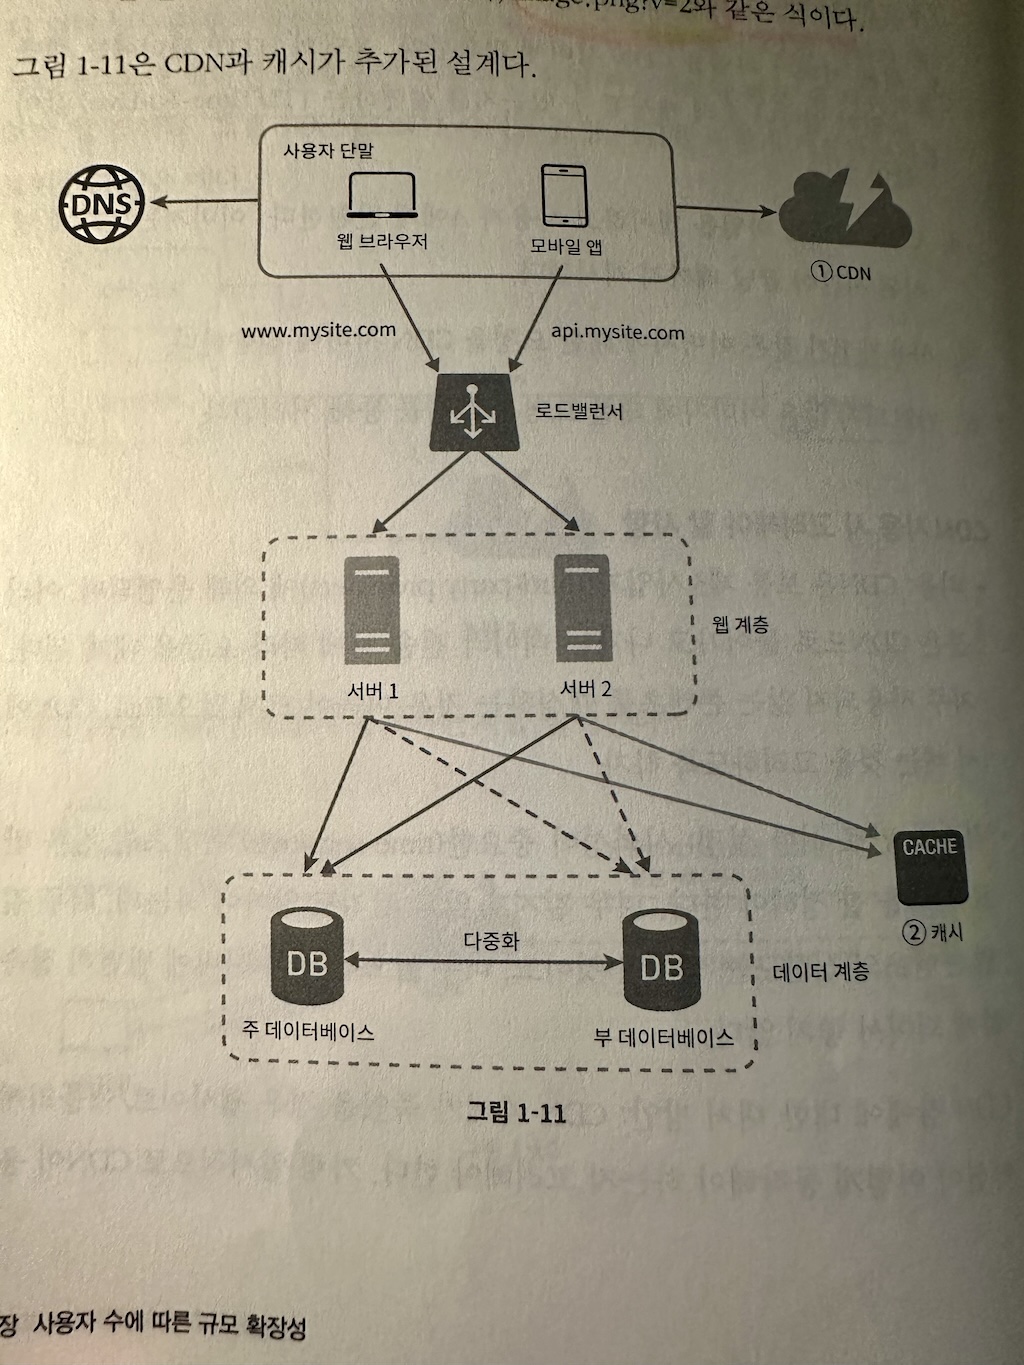 png?v=2와 같은 식이다.
그림 1-11은 CDN과 캐시가 추가된 설계다.
사용자 단말
DNS
웹 브라우저
모바일 앱
① CDN
www.mysite.com
api.mysite.com
로드밸런서
웹 계층
서버 1
서버 2
CACHE
② 캐시
다중화
DB
DB
데이터 계층
주 데이터베이스
부 데이터베이스
그림 1-11
장 사용자 수에 따른 규모 확장성